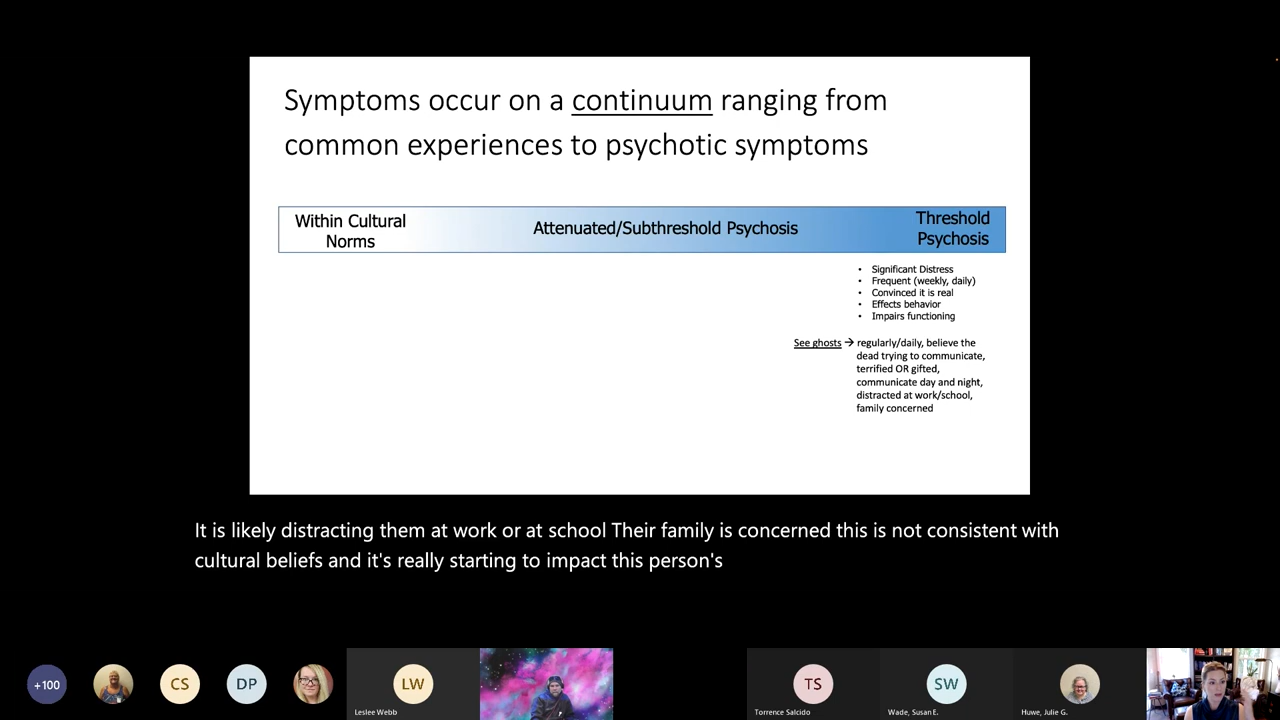 Symptoms occur on a continuum ranging from
common experiences to psychotic symptoms
Within Cultural
Norms
Attenuated/Subthreshold Psychosis
Threshold
Psychosis
• Significant Distress
• Frequent (weekly, daily)
• Convinced it is real
• Effects behavior
• Impairs functioning
See ghosts → regularly/daily, believe the
dead trying to communicate,
terrified OR gifted,
communicate day and night,
distracted at work/school,
family concerned
It is likely distracting them at work or at school Their family is concerned this is not consistent with
cultural beliefs and it's really starting to impact this person's
+100
CS
DP
LW
Leslee Webb
TS
Torrence Salcido
SW
Wade, Susan E.
Huwe, Julie G.